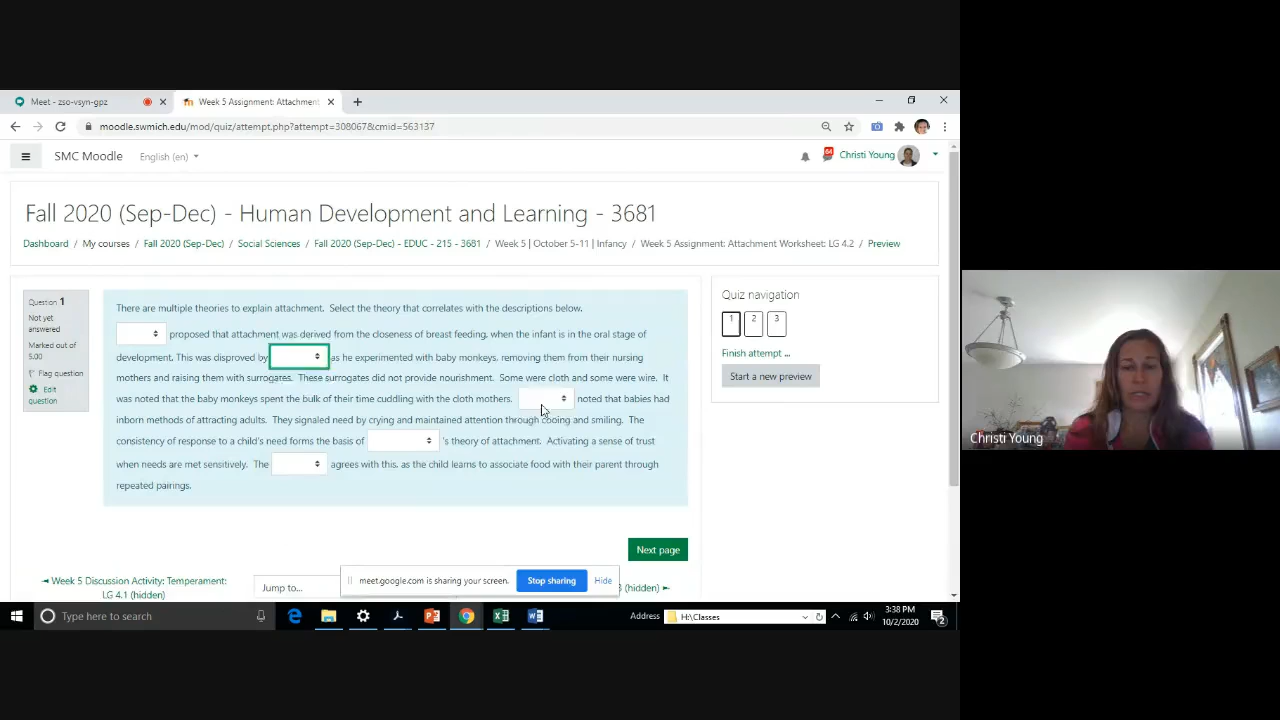 Meet - zso-vsyn-gpz
Week 5 Assignment: Attachment
moodle.swmich.edu/mod/quiz/attempt.php?attempt=308067&cmid=563137
SMC Moodle
English (en)
64
Christi Young
Fall 2020 (Sep-Dec) - Human Development and Learning - 3681
Dashboard / My courses / Fall 2020 (Sep-Dec) / Social Sciences / Fall 2020 (Sep-Dec) - EDUC - 215 - 3681 / Week 5 | October 5-11 | Infancy / Week 5 Assignment: Attachment Worksheet: LG 4.2 / Preview
Question 1
Not yet
answered
Marked out of
5.00
Flag question
Edit
question
There are multiple theories to explain attachment. Select the theory that correlates with the descriptions below.
proposed that attachment was derived from the closeness of breast feeding, when the infant is in the oral stage of
development. This was disproved by as he experimented with baby monkeys, removing them from their nursing
mothers and raising them with surrogates. These surrogates did not provide nourishment. Some were cloth and some were wire. It
was noted that the baby monkeys spent the bulk of their time cuddling with the cloth mothers. noted that babies had
inborn methods of attracting adults. They signaled need by crying and maintained attention through cooing and smiling. The
consistency of response to a child's need forms the basis of 's theory of attachment. Activating a sense of trust
when needs are met sensitively. The agrees with this, as the child learns to associate food with their parent through
repeated pairings.
Quiz navigation
1 2 3
Finish attempt ...
Start a new preview
Christi Young
Next page
◄ Week 5 Discussion Activity: Temperament:
LG 4.1 (hidden)
Jump to...
meet.google.com is sharing your screen.
Stop sharing
Hide
(hidden) ►
Type here to search
Address
H:\Classes
3:38 PM
10/2/2020
2